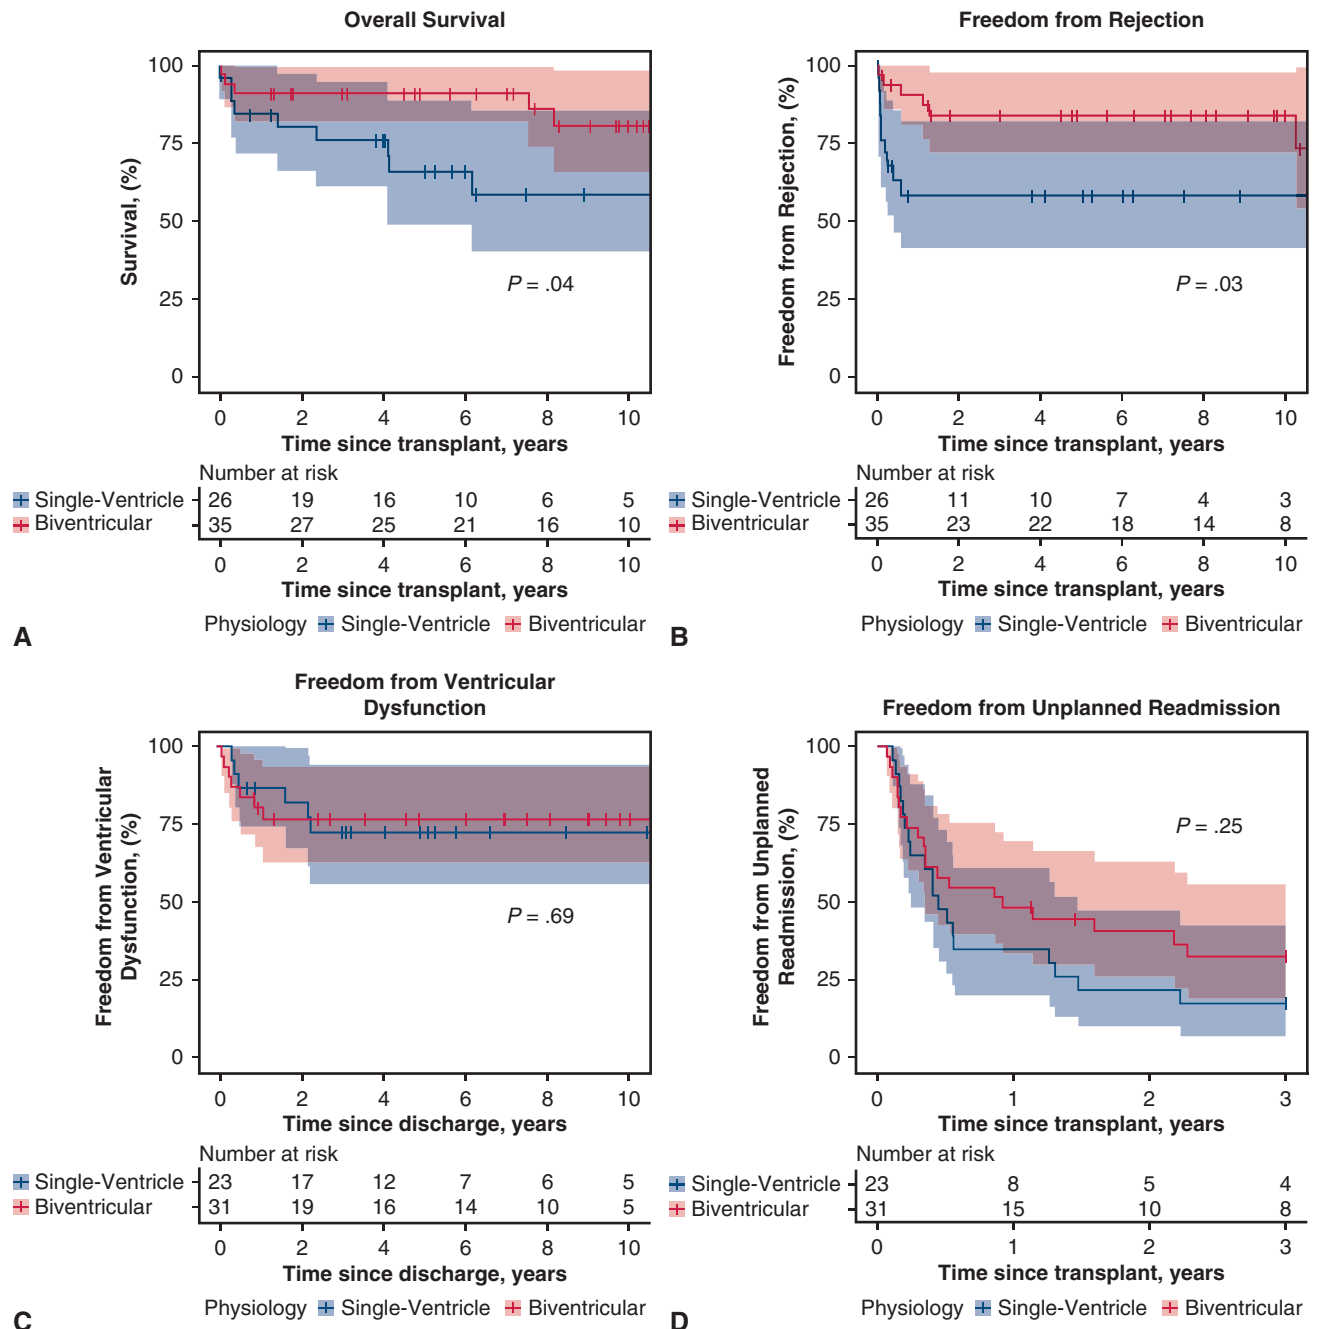 Overall Survival
Survival, (%)
100
75
50
25
0
P = .04
0 2 4 6 8 10
Time since transplant, years
Number at risk
Single-Ventricle 26 19 16 10 6 5
Biventricular 35 27 25 21 16 10
0 2 4 6 8 10
Time since transplant, years
Physiology Single-Ventricle Biventricular
A
Freedom from Rejection
Freedom from Rejection, (%)
100
75
50
25
0
P = .03
0 2 4 6 8 10
Time since transplant, years
Number at risk
Single-Ventricle 26 11 10 7 4 3
Biventricular 35 23 22 18 14 8
0 2 4 6 8 10
Time since transplant, years
Physiology Single-Ventricle Biventricular
B
Freedom from Ventricular
Dysfunction
Freedom from Ventricular
Dysfunction, (%)
100
75
50
25
0
P = .69
0 2 4 6 8 10
Time since discharge, years
Number at risk
Single-Ventricle 23 17 12 7 6 5
Biventricular 31 19 16 14 10 5
0 2 4 6 8 10
Time since discharge, years
Physiology Single-Ventricle Biventricular
C
Freedom from Unplanned Readmission
Freedom from Unplanned
Readmission, (%)
100
75
50
25
0
P = .25
0 1 2 3
Time since transplant, years
Number at risk
Single-Ventricle 23 8 5 4
Biventricular 31 15 10 8
0 1 2 3
Time since transplant, years
Physiology Single-Ventricle Biventricular
D